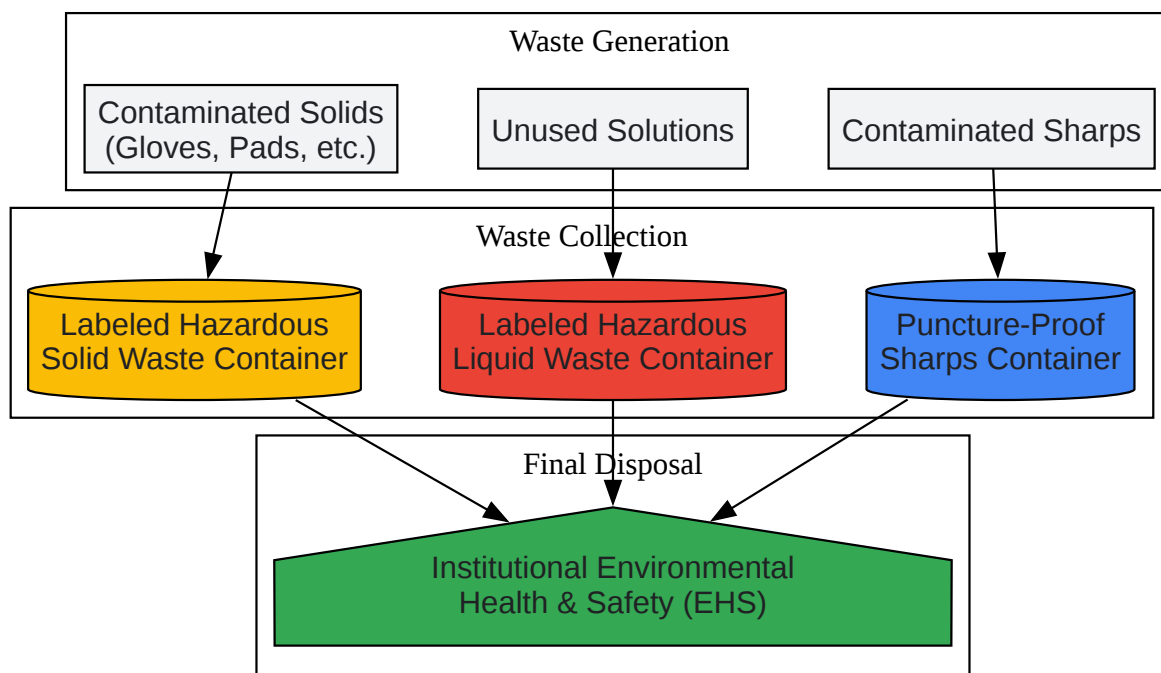 Waste Generation
Contaminated Solids
(Gloves, Pads, etc.)
Unused Solutions
Contaminated Sharps
Waste Collection
Labeled Hazardous
Solid Waste Container
Labeled Hazardous
Liquid Waste Container
Puncture-Proof
Sharps Container
Final Disposal
Institutional Environmental
Health & Safety (EHS)